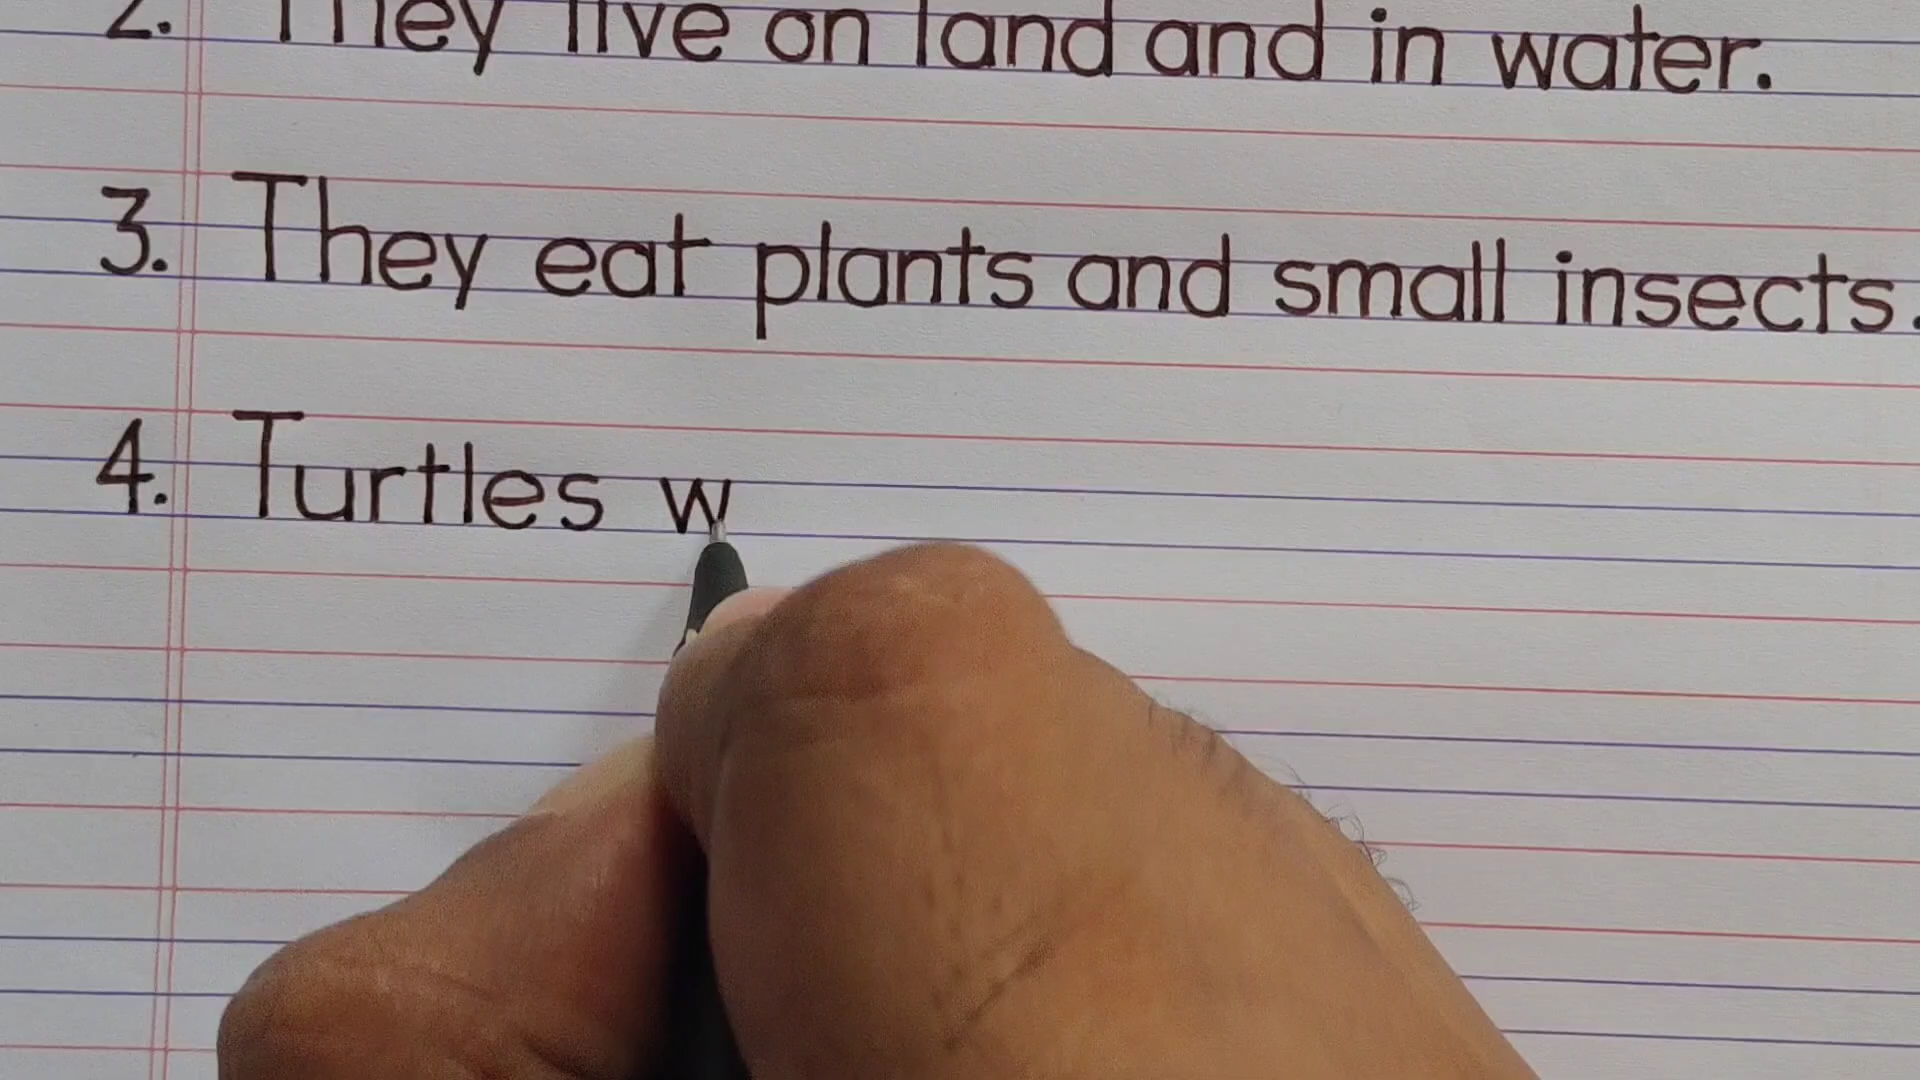 2. They live on land and in water.
3. They eat plants and small insects.
4. Turtles w